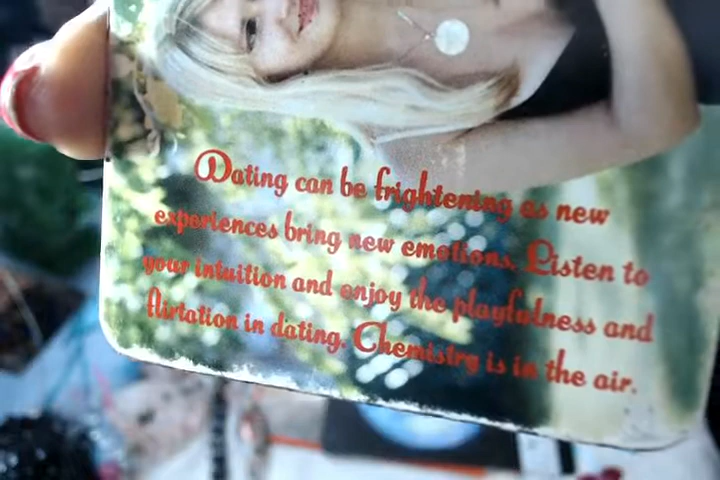 Dating can be frightening as new
experiences bring new emotions. Listen to
your intuition and enjoy the playfulness and
flirtation in dating. Chemistry is in the air.